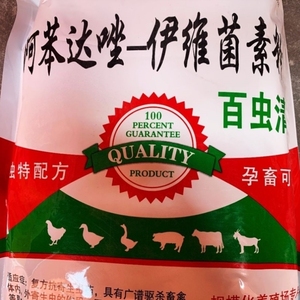 阿苯达唑-伊维菌素粉
百虫清
100
PERCENT
GUARANTEE
QUALITY
PRODUCT
独特配方
孕畜可
具有广谱驱杀畜禽